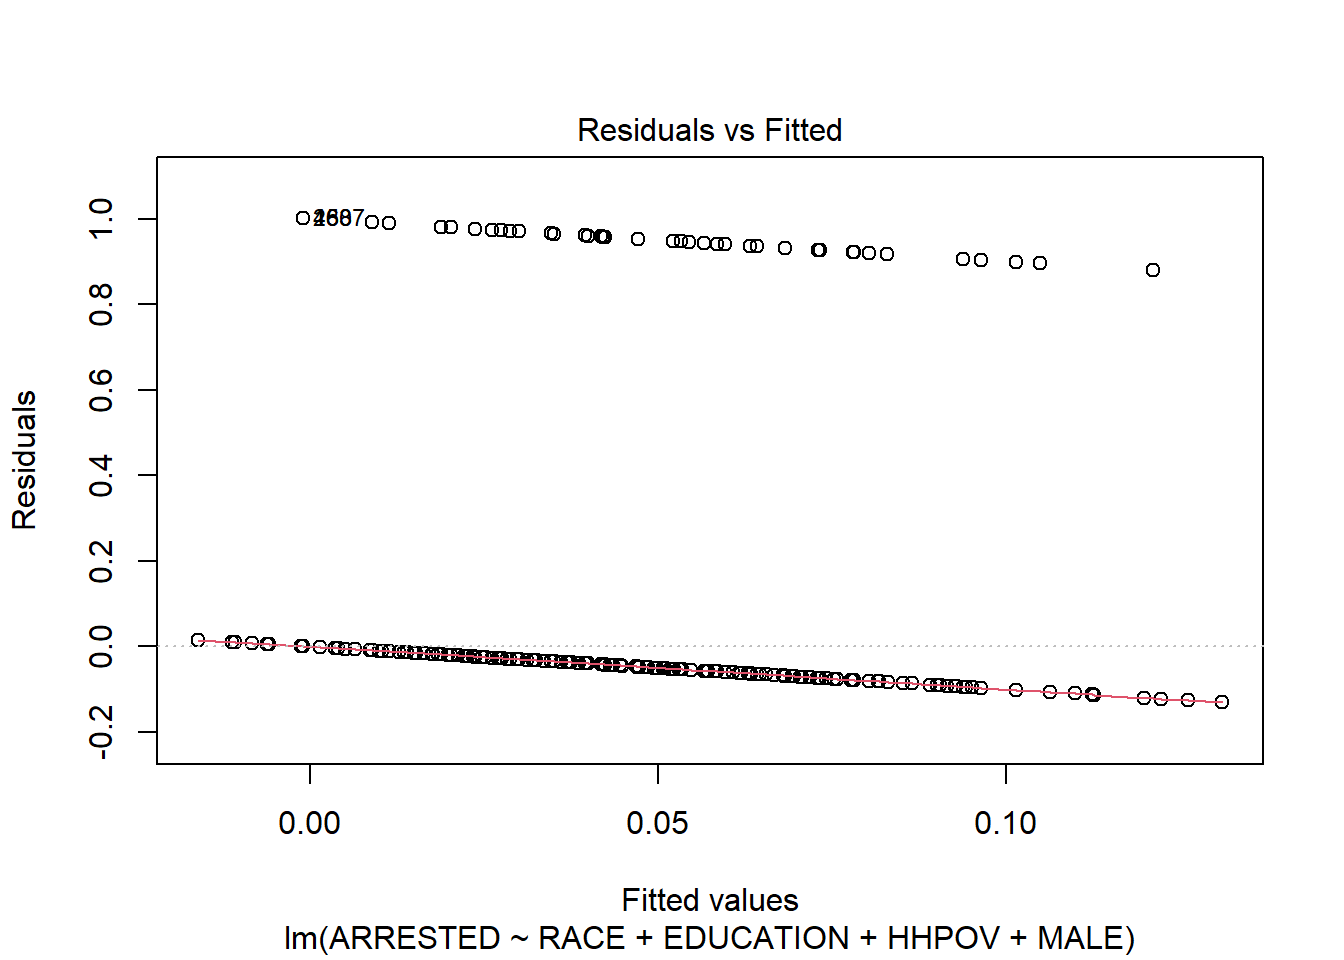 Residuals vs Fitted
Residuals
1.0
0.8
0.6
0.4
0.2
0.0
-0.2
0.00 0.05 0.10
Fitted values
lm(ARRESTED ~ RACE + EDUCATION + HHPOV + MALE)